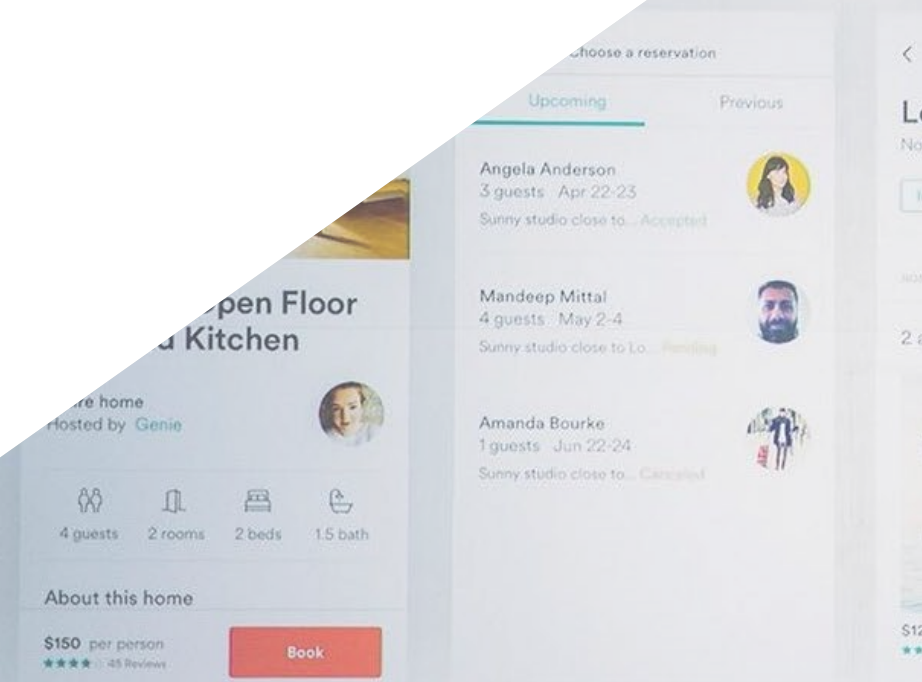 Open Floor
Kitchen
home
Hosted by Genie
4 guests 2 rooms 2 beds 1.5 bath
About this home
$150 per person
45 Reviews
Book
Choose a reservation
Upcoming Previous
Angela Anderson
3 guests Apr 22-23
Sunny studio close to... Accepted
Mandeep Mittal
4 guests May 2-4
Sunny studio close to Lo... Pending
Amanda Bourke
1 guests Jun 22-24
Sunny studio close to... Canceled
2